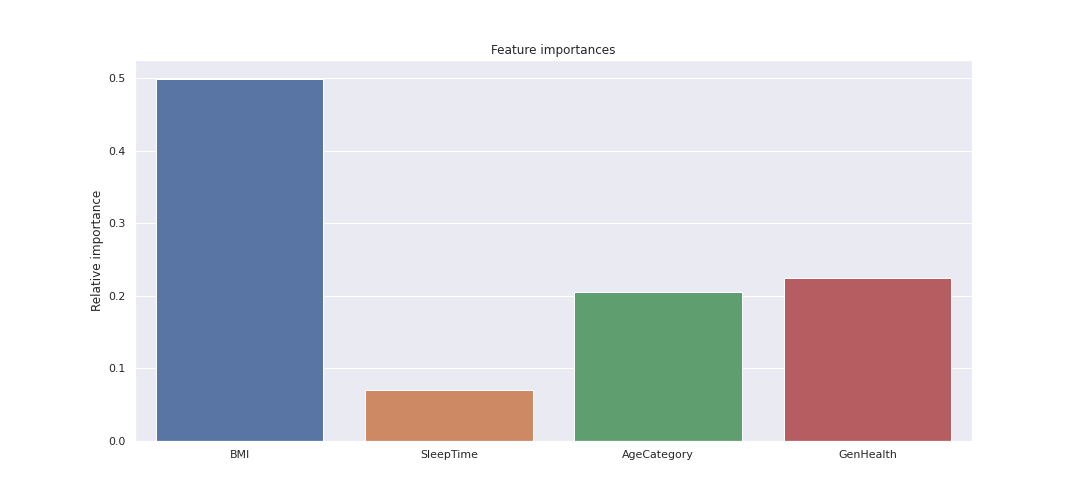 Feature importances
Relative importance
0.5
0.4
0.3
0.2
0.1
0.0
BMI
SleepTime
AgeCategory
GenHealth